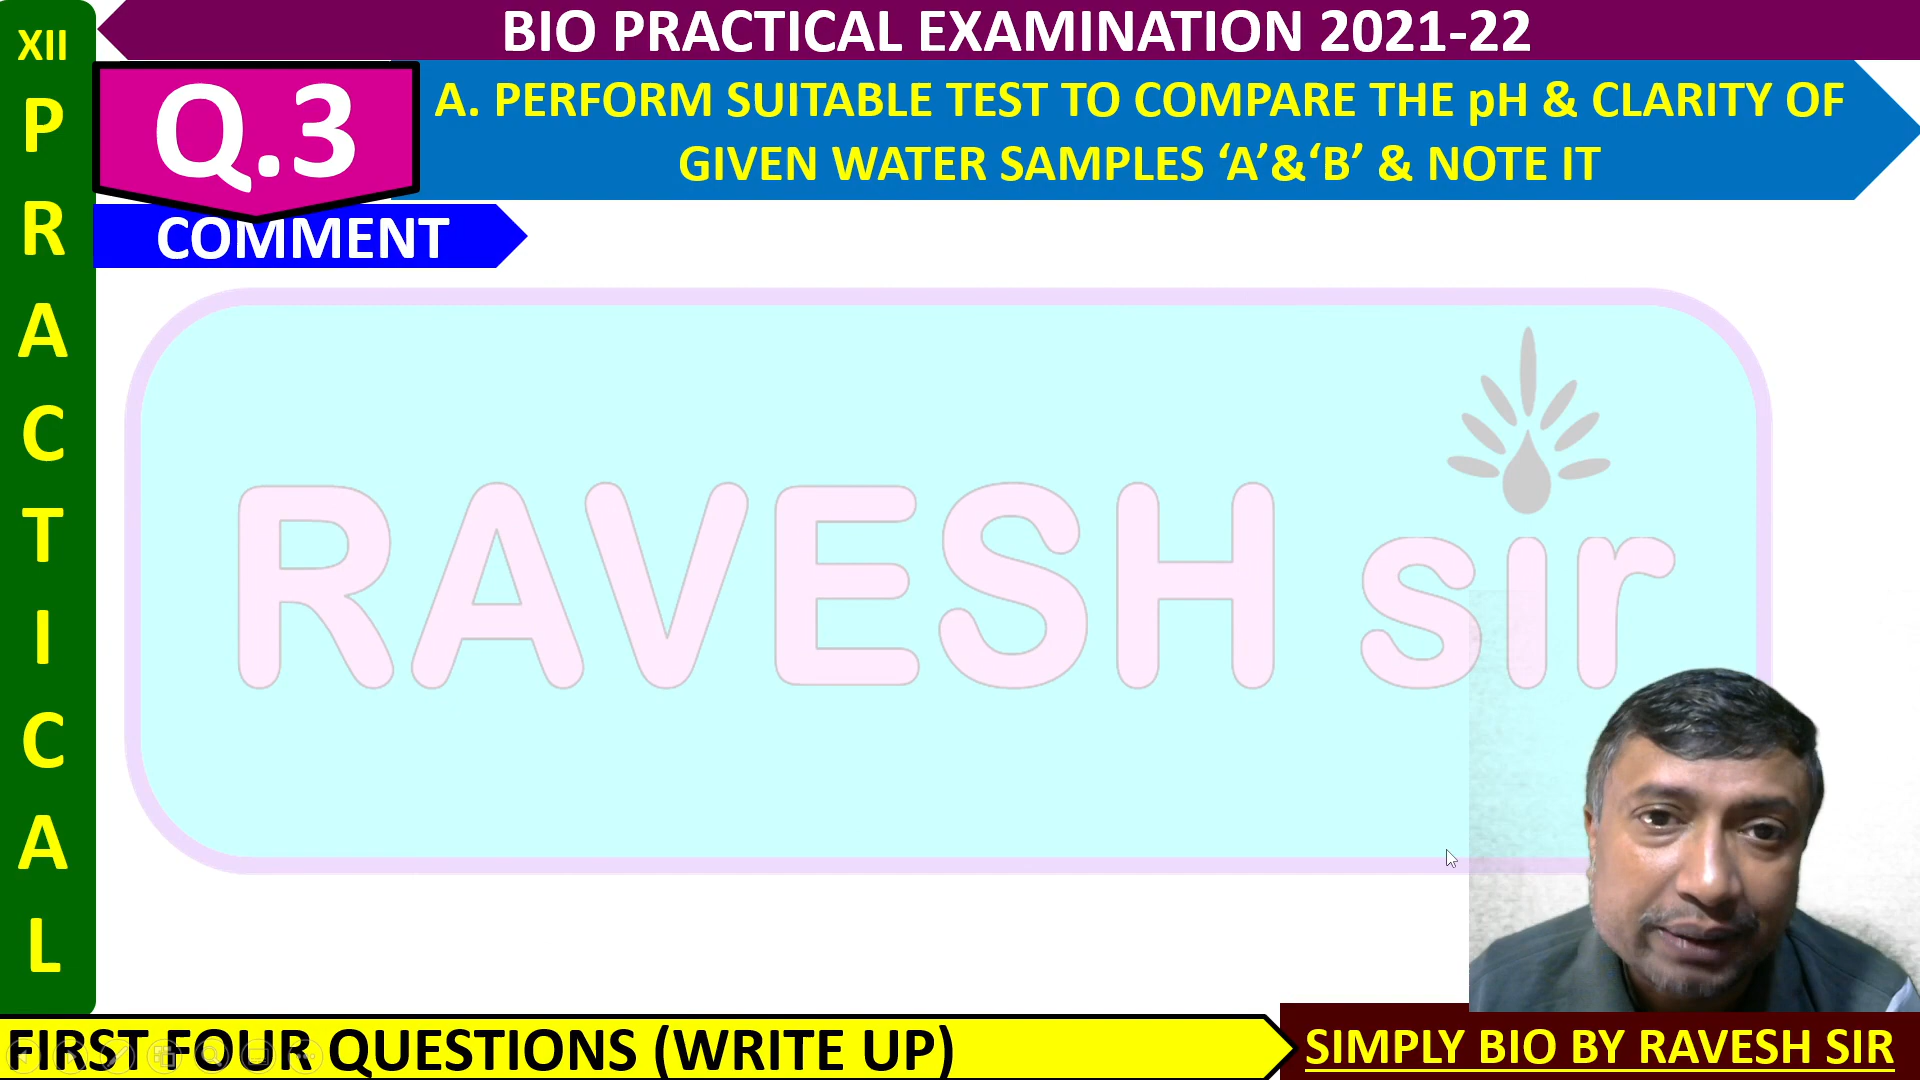 XII
PRACTICAL
BIO PRACTICAL EXAMINATION 2021-22
Q.3
A. PERFORM SUITABLE TEST TO COMPARE THE pH & CLARITY OF
GIVEN WATER SAMPLES ‘A’&‘B’ & NOTE IT
COMMENT
RAVESH sir
FIRST FOUR QUESTIONS (WRITE UP)
SIMPLY BIO BY RAVESH SIR